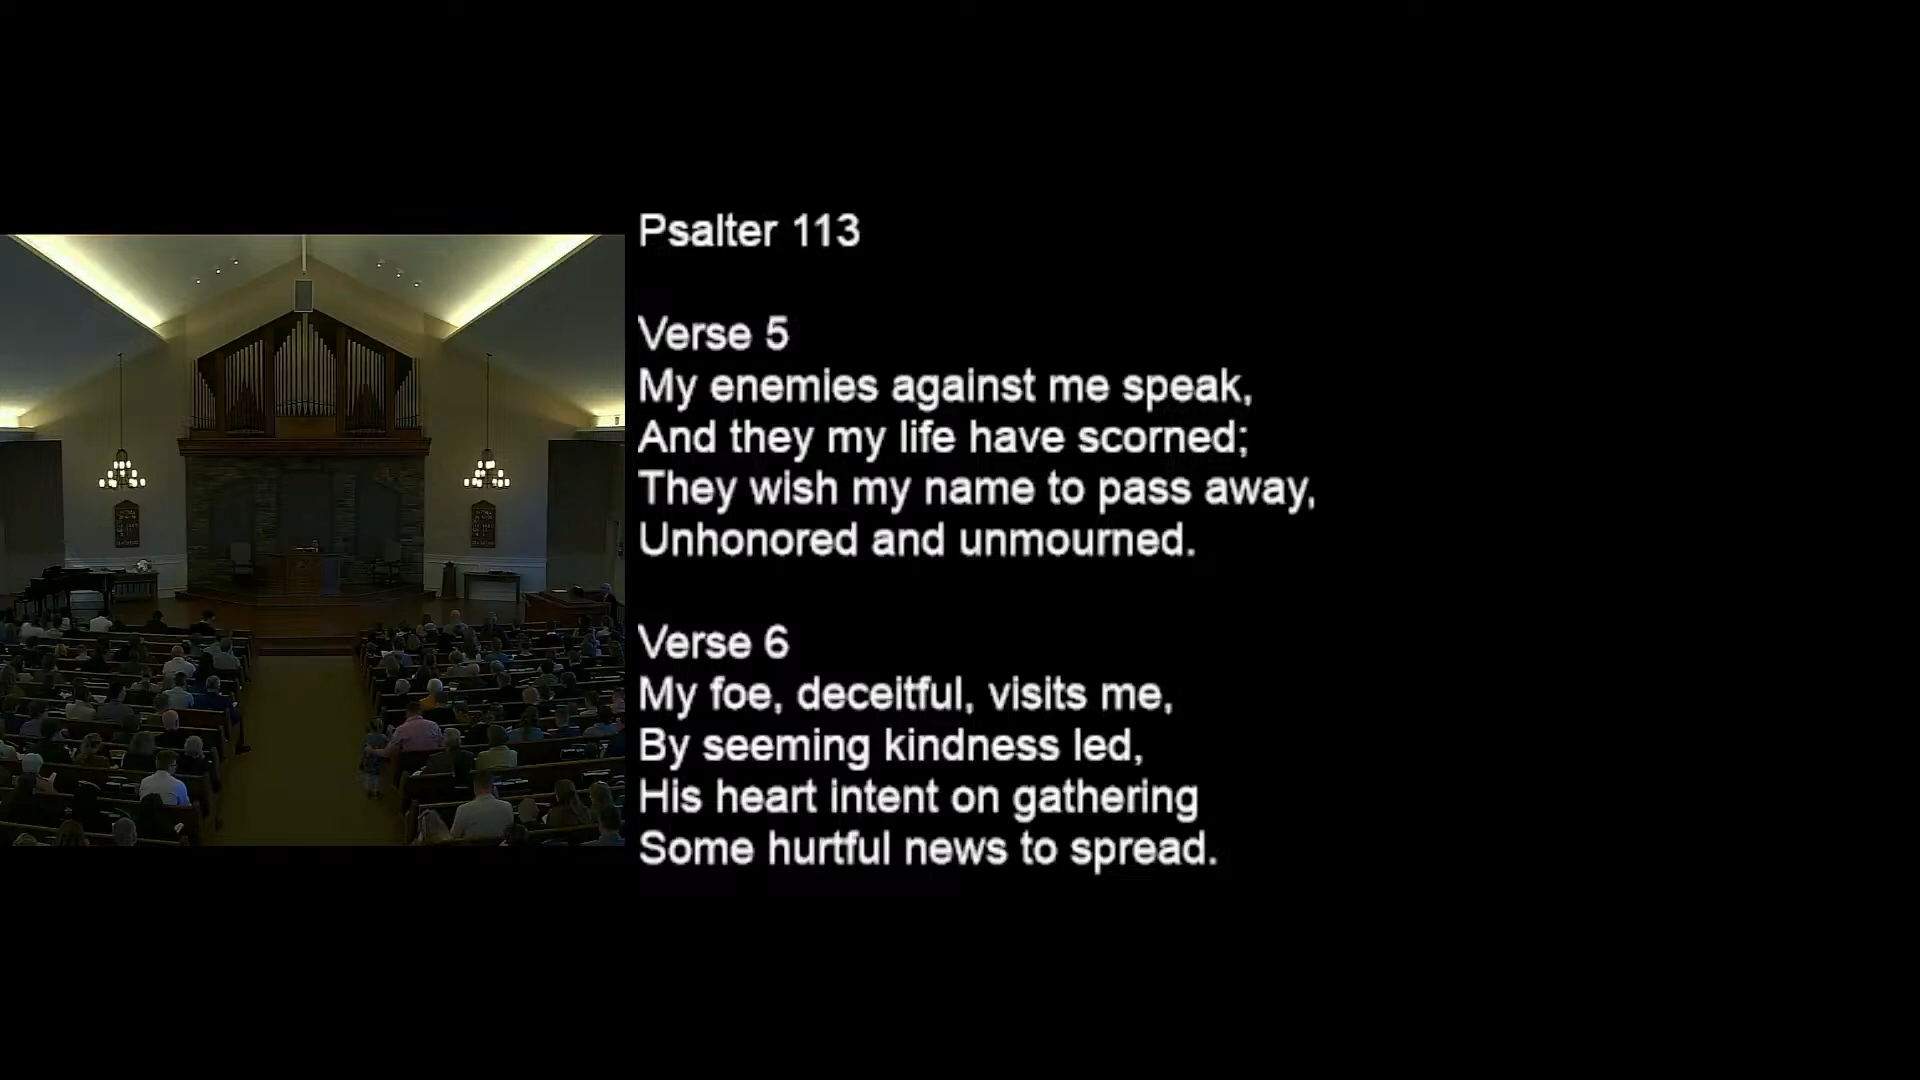 Psalter 113
Verse 5
My enemies against me speak,
And they my life have scorned;
They wish my name to pass away,
Unhonored and unmourned.
Verse 6
My foe, deceitful, visits me,
By seeming kindness led,
His heart intent on gathering
Some hurtful news to spread.